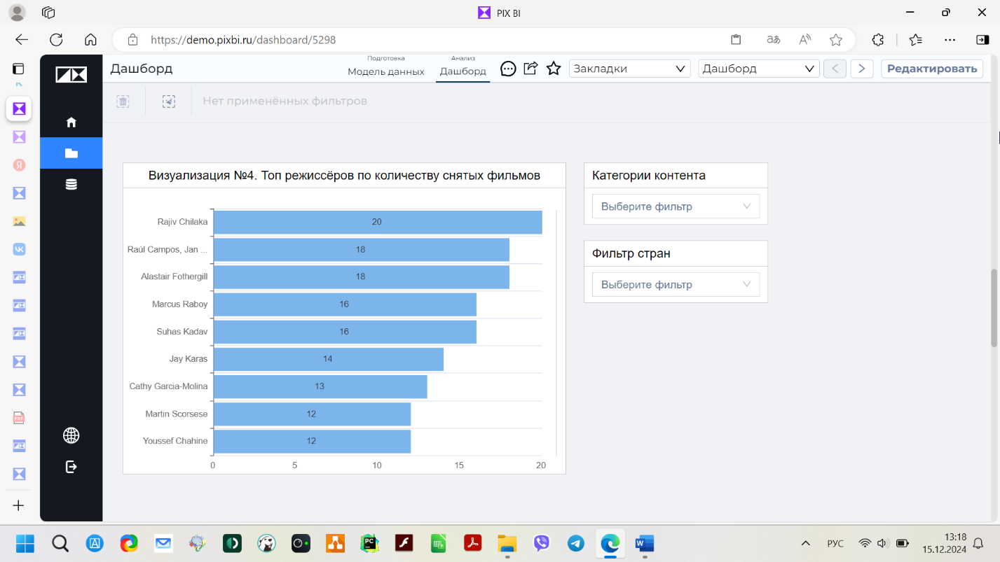 PIX BI
https://demo.pixbi.ru/dashboard/5298
Дашборд
Подготовка
Модель данных
Анализ
Дашборд
Закладки
Дашборд
Редактировать
Нет применённых фильтров
Визуализация №4. Топ режиссёров по количеству снятых фильмов
Rajiv Chilaka 20
Raúl Campos, Jan ... 18
Alastair Fothergill 18
Marcus Raboy 16
Suhas Kadav 16
Jay Karas 14
Cathy Garcia-Molina 13
Martin Scorsese 12
Youssef Chahine 12
0 5 10 15 20
Категории контента
Выберите фильтр
Фильтр стран
Выберите фильтр
РУС
13:18
15.12.2024